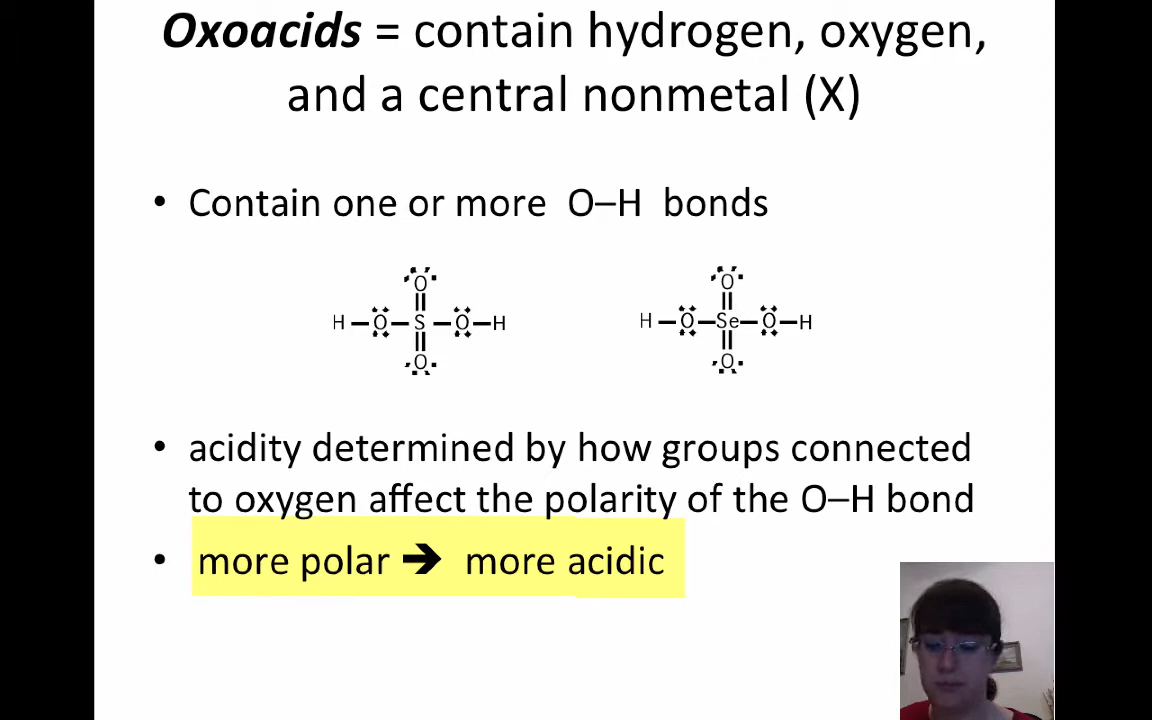 Oxoacids = contain hydrogen, oxygen,
and a central nonmetal (X)
• Contain one or more O–H bonds
O O
H O S O H H O Se O H
O O
• acidity determined by how groups connected
to oxygen affect the polarity of the O–H bond
• more polar ➔ more acidic